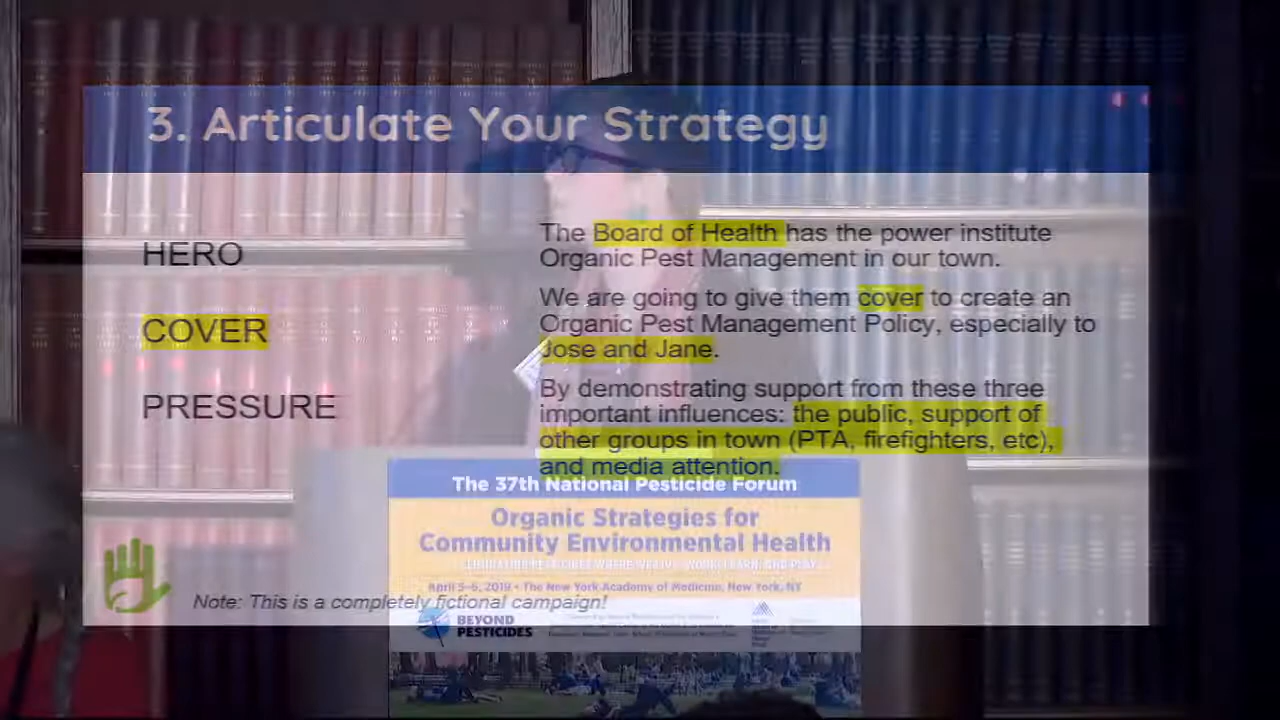 3. Articulate Your Strategy
HERO
The Board of Health has the power institute
Organic Pest Management in our town.
COVER
We are going to give them cover to create an
Organic Pest Management Policy, especially to
Jose and Jane.
PRESSURE
By demonstrating support from these three
important influences: the public, support of
other groups in town (PTA, firefighters, etc),
and media attention.
Note: This is a completely fictional campaign!
The 37th National Pesticide Forum
Organic Strategies for
Community Environmental Health
April 5-6, 2019 • The New York Academy of Medicine, New York, NY
BEYOND
PESTICIDES